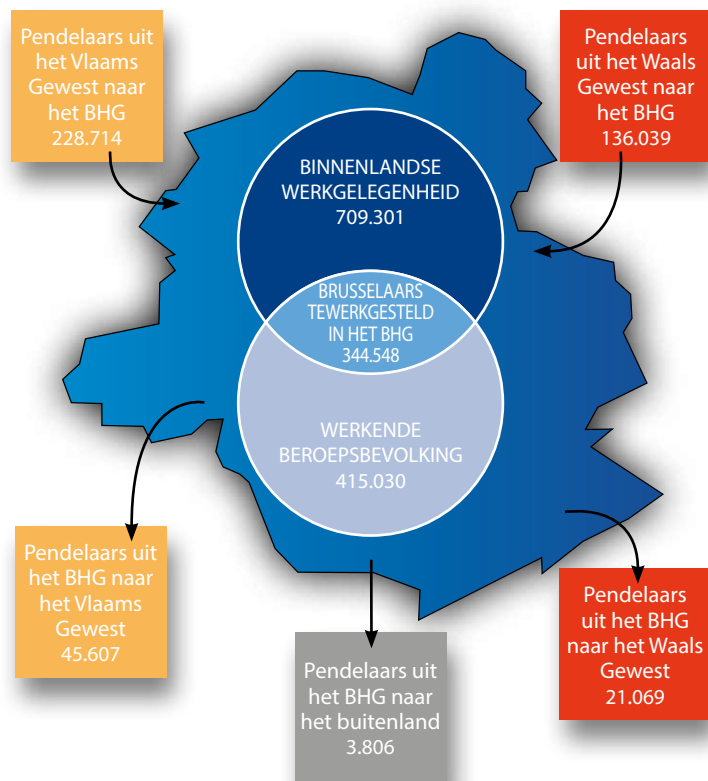 Pendelaars uit
het Vlaams
Gewest naar
het BHG
228.714
Pendelaars
uit het Waals
Gewest naar
het BHG
136.039
BINNENLANDSE
WERKGELEGENHEID
709.301
BRUSSELAARS
TEWERKGESTELD
IN HET BHG
344.548
WERKENDE
BEROEPSBEVOLKING
415.030
Pendelaars uit
het BHG naar
het Vlaams
Gewest
45.607
Pendelaars uit
het BHG naar
het buitenland
3.806
Pendelaars
uit het BHG
naar het Waals
Gewest
21.069